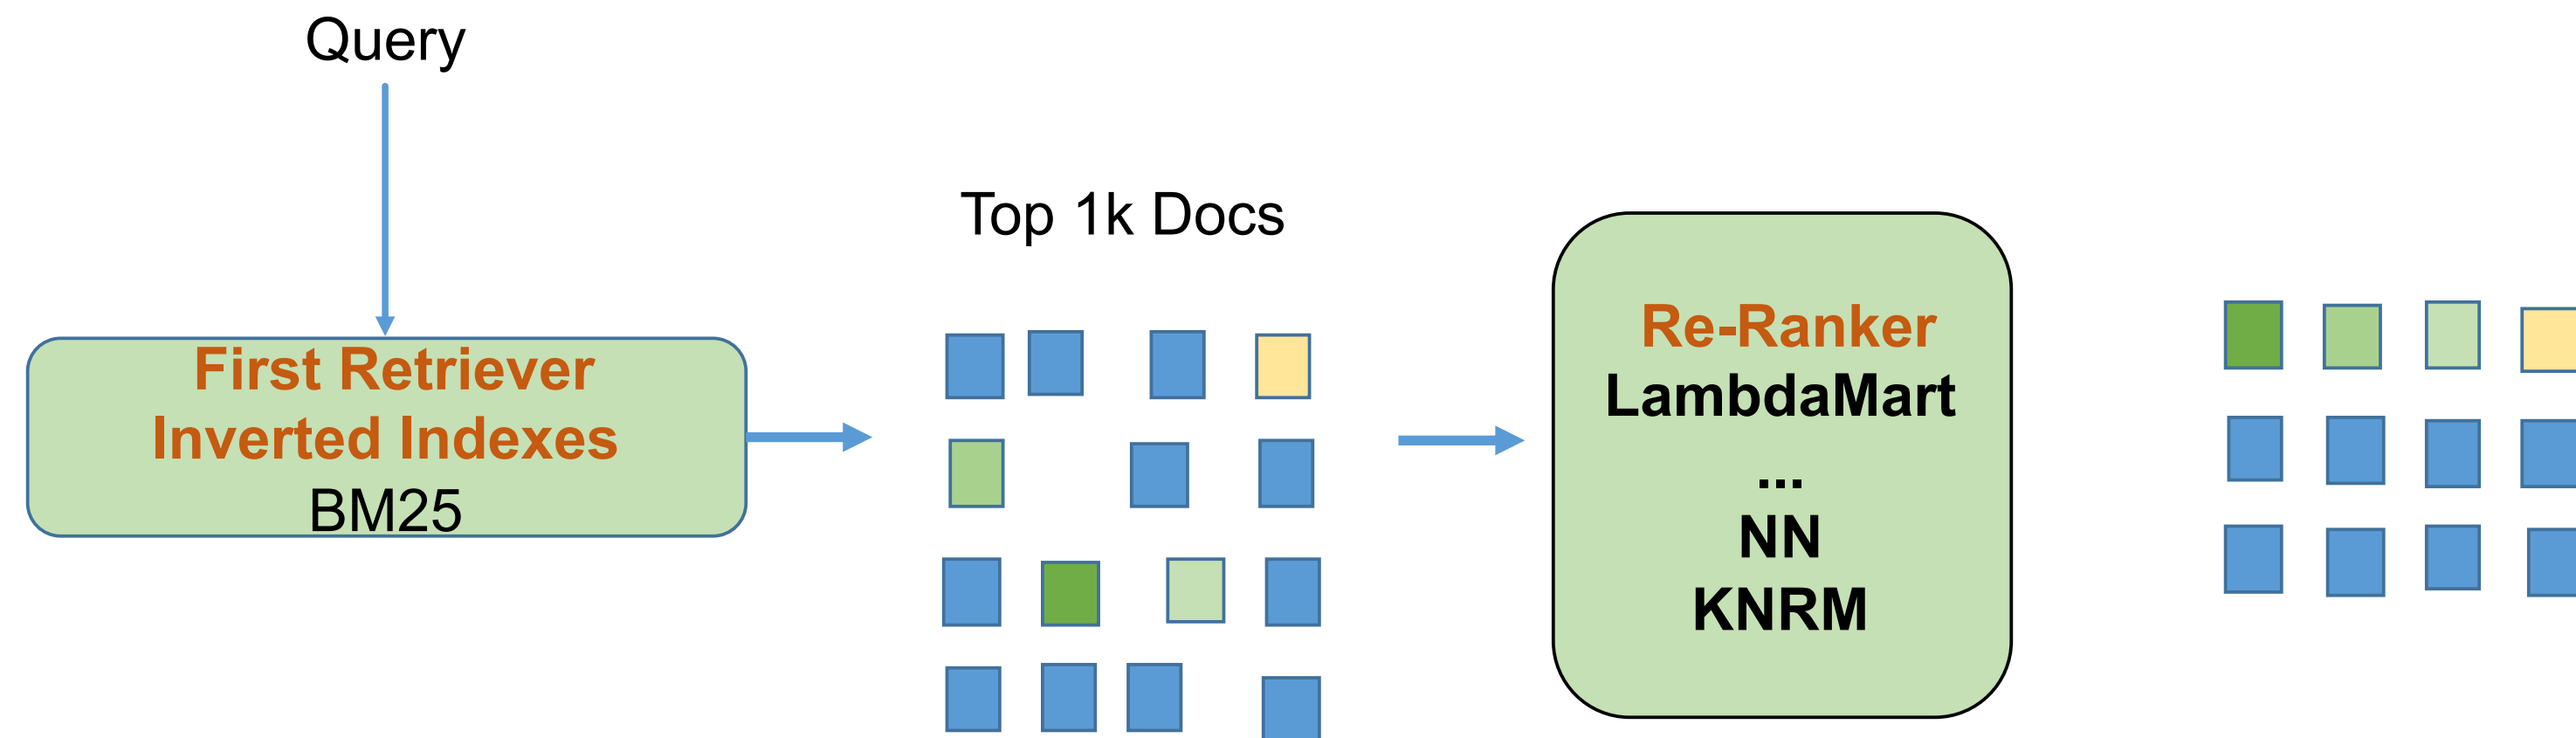 Query
First Retriever
Inverted Indexes
BM25
Top 1k Docs
Re-Ranker
LambdaMart
...
NN
KNRM